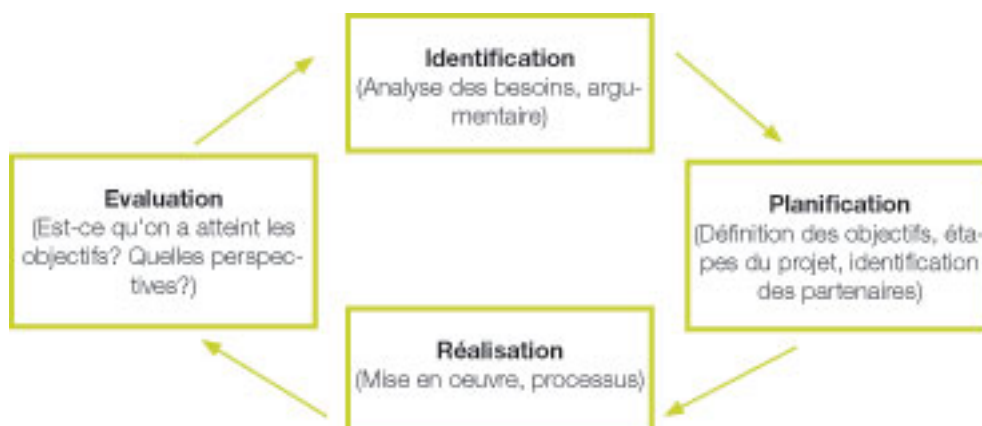 Identification
(Analyse des besoins, argu-
mentaire)
Evaluation
(Est-ce qu'on a atteint les
objectifs? Quelles perspec-
tives?)
Planification
(Définition des objectifs, éta-
pes du projet, identification
des partenaires)
Réalisation
(Mise en oeuvre, processus)